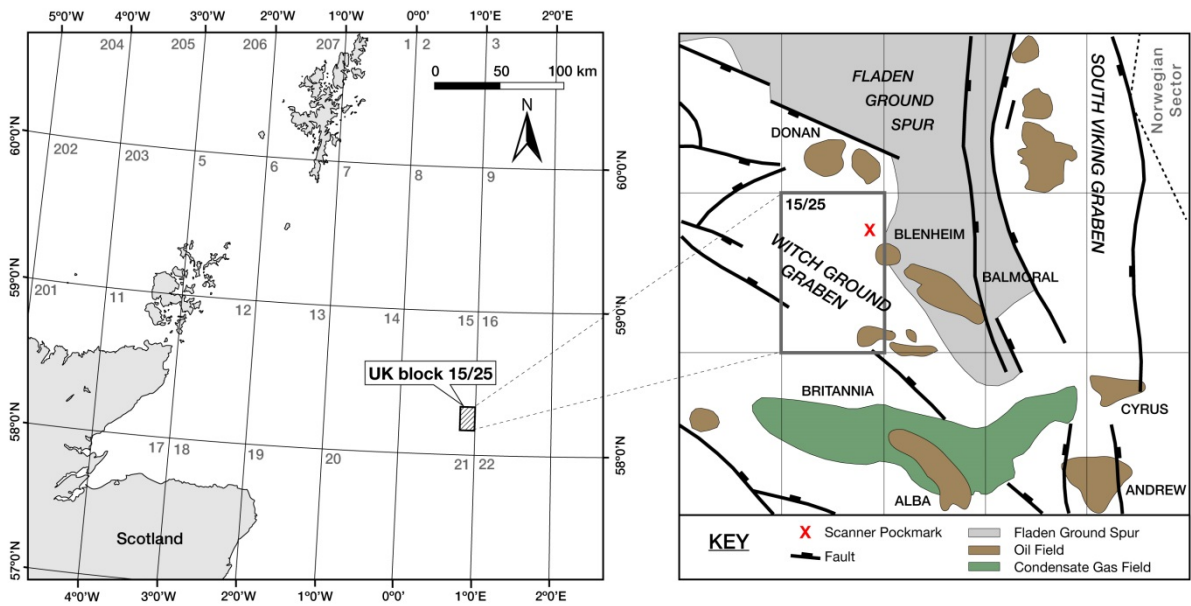 5°0'W 4°0'W 3°0'W 2°0'W 1°0'W 0°0' 1°0'E 2°0'E
204 205 206 207 1 2 3
0 50 100 km
N
60°0'N
202 203 5 6 7 8 9
60°0'N
59°0'N
201 11 12 13 14 15 16
59°0'N
UK block 15/25
58°0'N
17 18 19 20 21 22
58°0'N
Scotland
57°0'N
4°0'W 3°0'W 2°0'W 1°0'W 0°0' 1°0'E 2°0'E
FLADEN
GROUND
SPUR
SOUTH VIKING GRABEN
Norwegian
Sector
DONAN
15/25
X
BLENHEIM
WITCH GROUND
GRABEN
BALMORAL
BRITANNIA
CYRUS
ALBA
ANDREW
KEY
X Scanner Pockmark
Fault
Fladen Ground Spur
Oil Field
Condensate Gas Field